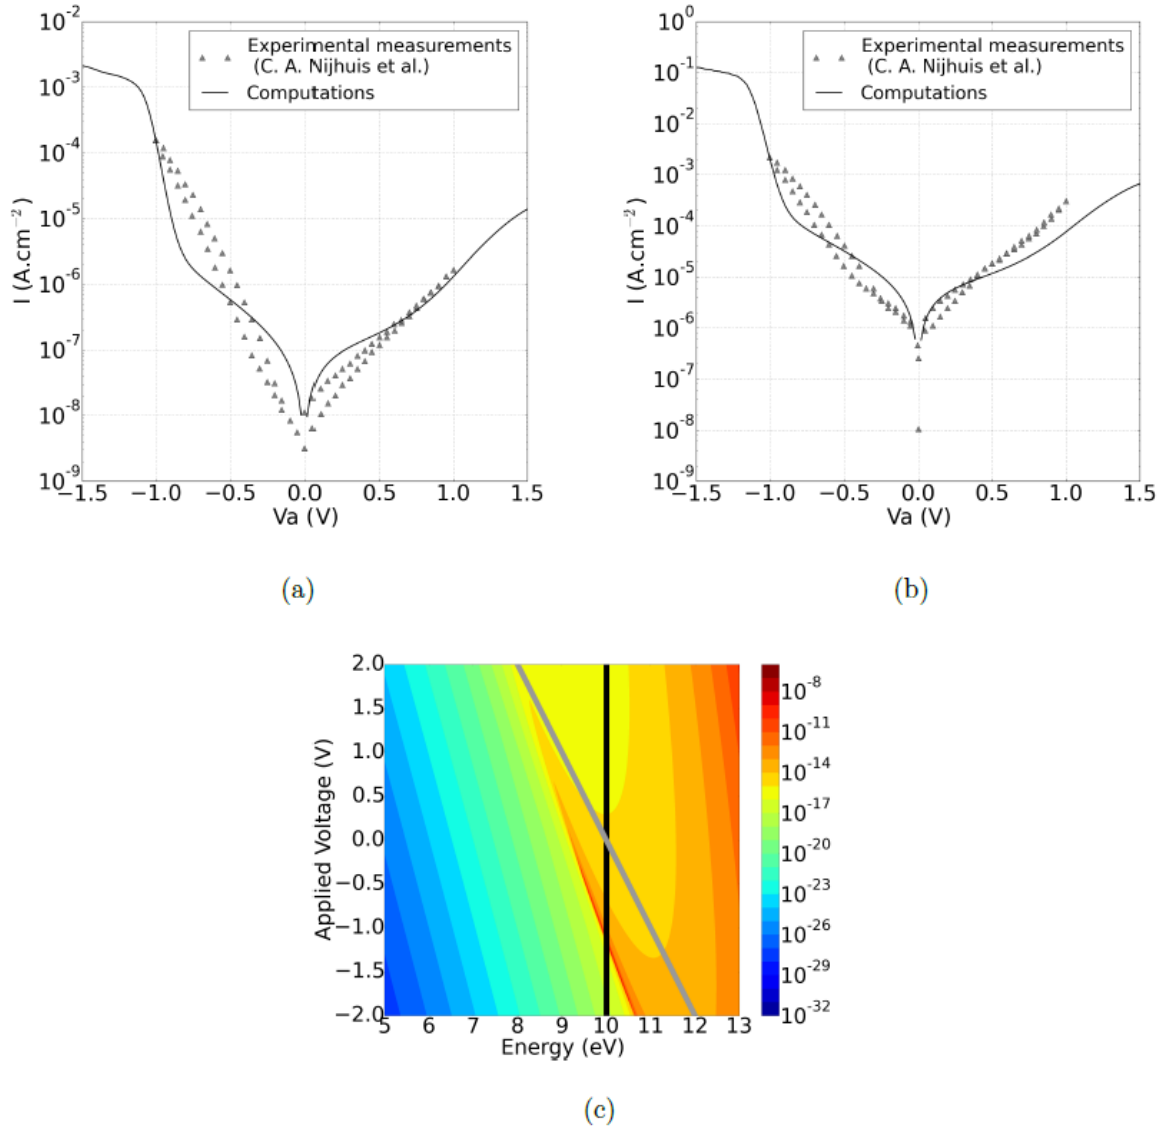 10^-2
10^-3
10^-4
10^-5
10^-6
10^-7
10^-8
10^-9
I (A.cm^-2)
Experimental measurements
(C. A. Nijhuis et al.)
Computations
−1.5 −1.0 −0.5 0.0 0.5 1.0 1.5
Va (V)
(a)
10^0
10^-1
10^-2
10^-3
10^-4
10^-5
10^-6
10^-7
10^-8
10^-9
I (A.cm^-2)
Experimental measurements
(C. A. Nijhuis et al.)
Computations
−1.5 −1.0 −0.5 0.0 0.5 1.0 1.5
Va (V)
(b)
2.0
1.5
1.0
0.5
0.0
−0.5
−1.0
−1.5
−2.0
Applied Voltage (V)
5 6 7 8 9 10 11 12 13
Energy (eV)
10^-8
10^-11
10^-14
10^-17
10^-20
10^-23
10^-26
10^-29
10^-32
(c)